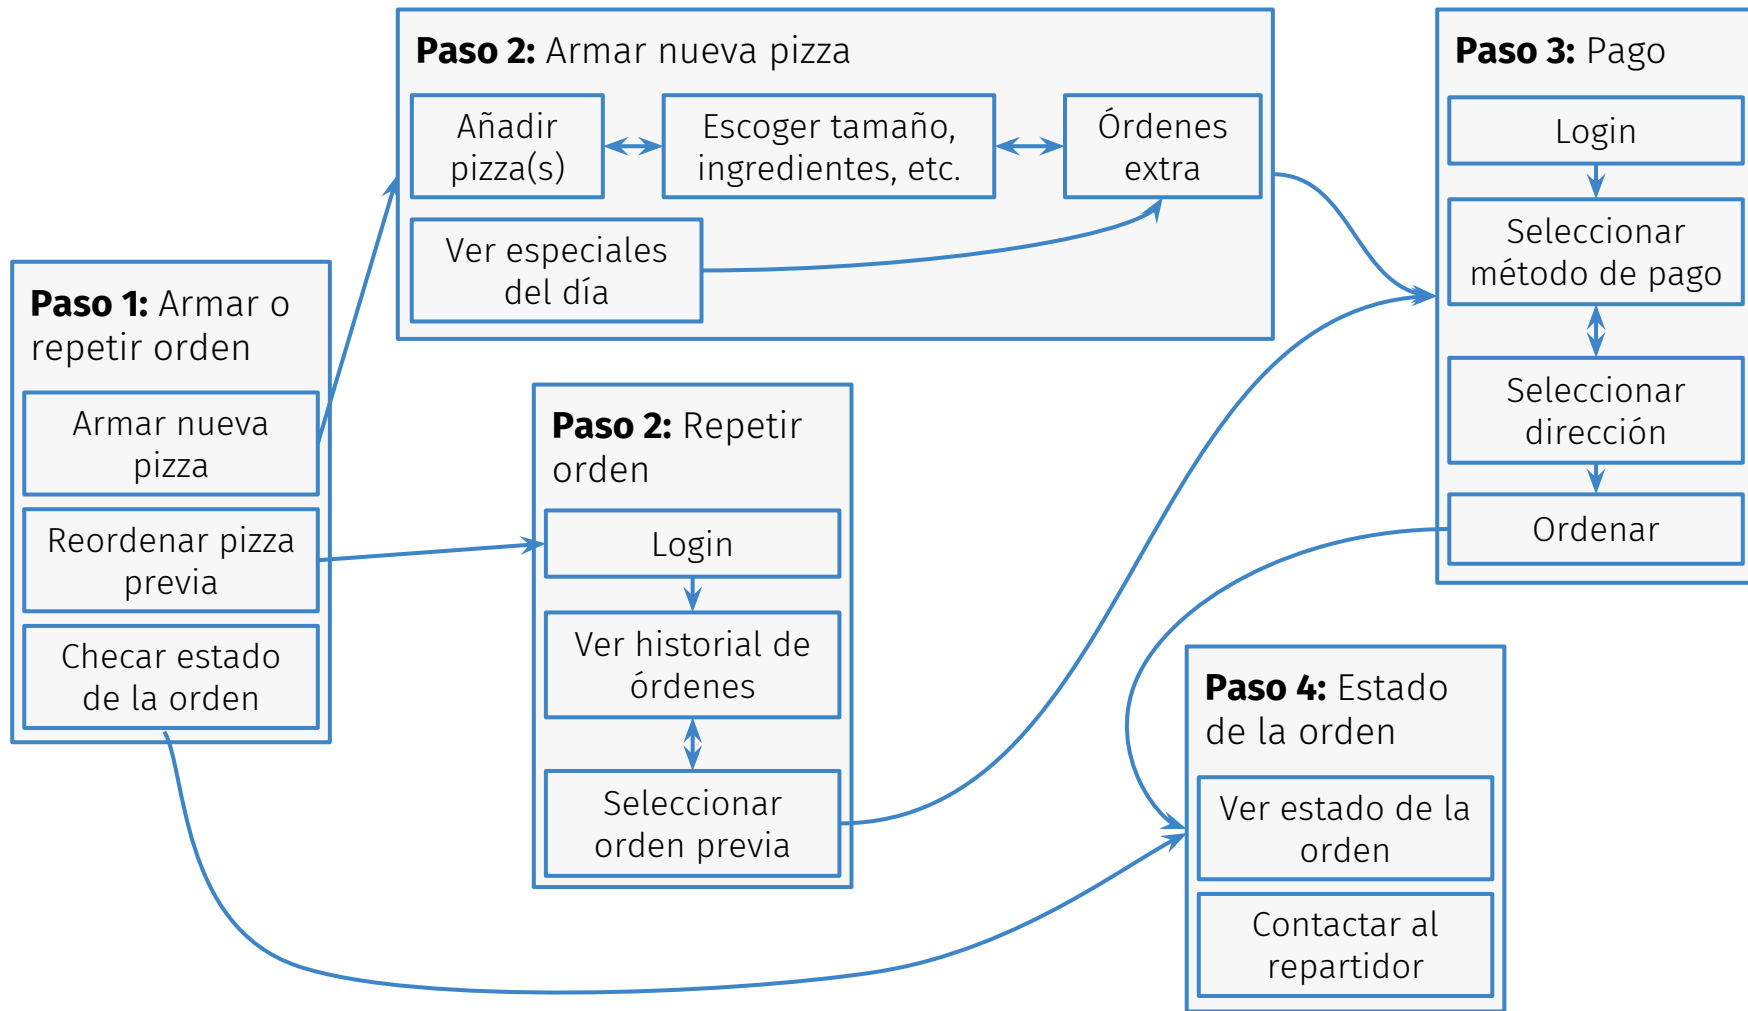 Paso 1: Armar o
repetir orden
Armar nueva
pizza
Reordenar pizza
previa
Checar estado
de la orden
Paso 2: Armar nueva pizza
Añadir
pizza(s)
Escoger tamaño,
ingredientes, etc.
Órdenes
extra
Ver especiales
del día
Paso 2: Repetir
orden
Login
Ver historial de
órdenes
Seleccionar
orden previa
Paso 3: Pago
Login
Seleccionar
método de pago
Seleccionar
dirección
Ordenar
Paso 4: Estado
de la orden
Ver estado de la
orden
Contactar al
repartidor